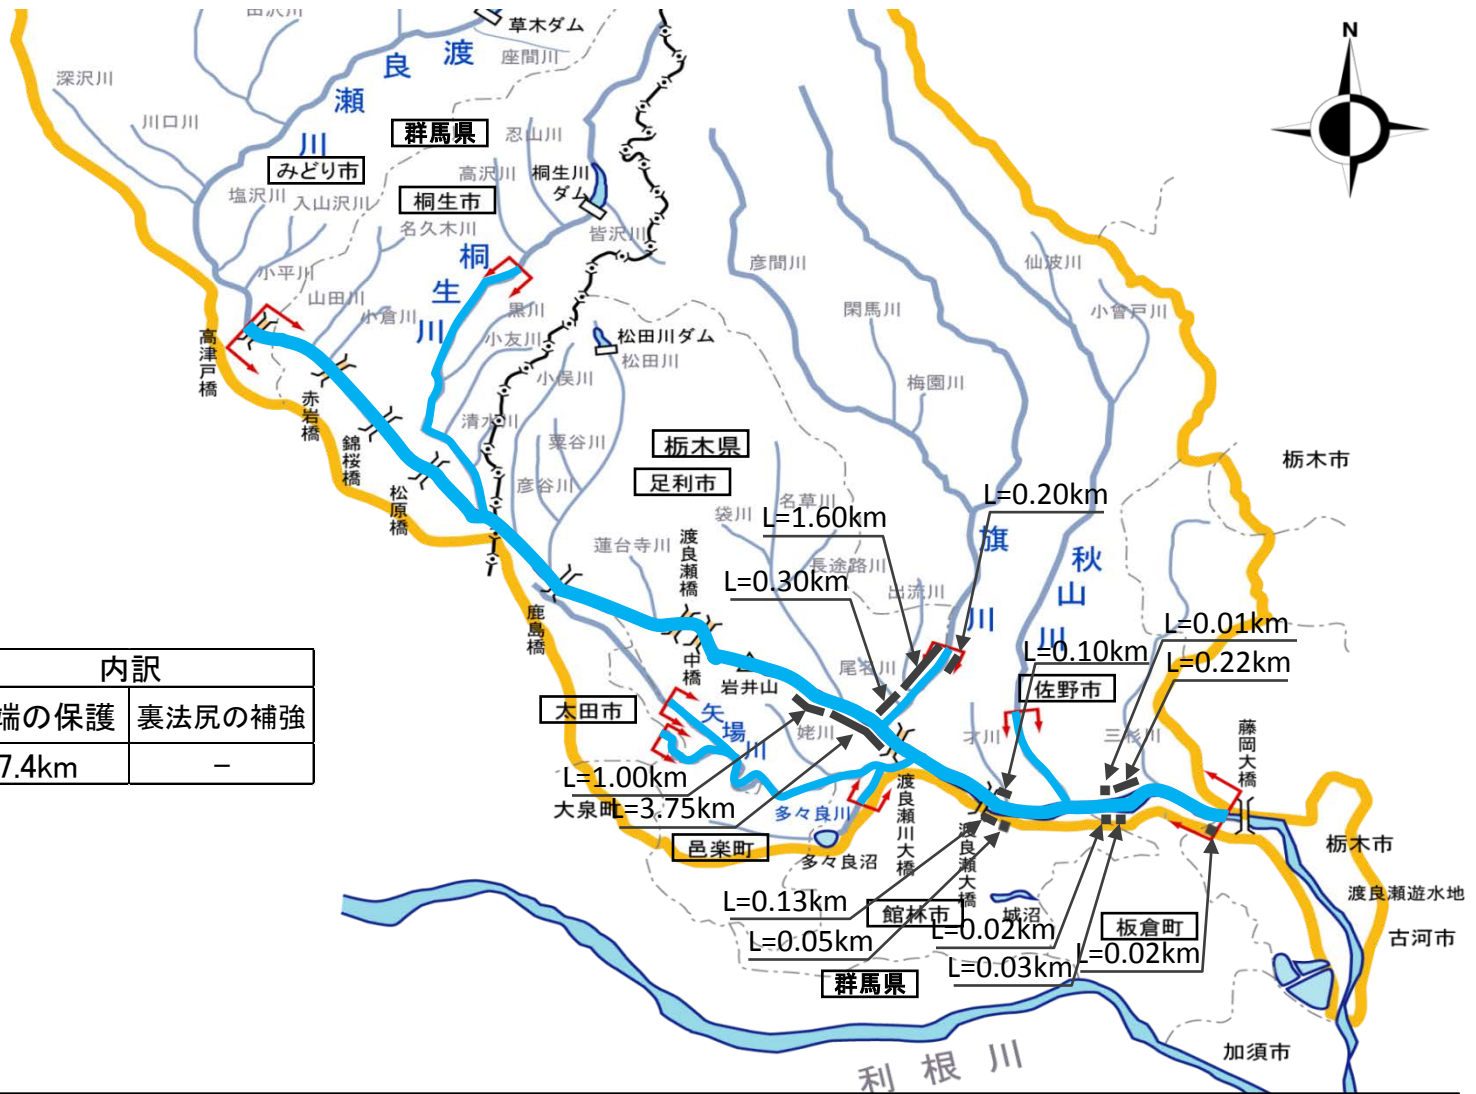 田沢川
草木ダム
座間川
渡
良
瀬
川
深沢川
川口川
群馬県
忍山川
みどり市
高沢川
桐生川
ダム
桐生市
塩沢川
入山沢川
名久木川
皆沢川
桐
生
川
小平川
山田川
小倉川
黒川
小友川
松田川ダム
松田川
小俣川
高津戸橋
赤岩橋
錦桜橋
松原橋
清水川
粟谷川
彦谷川
彦間川
閑馬川
梅園川
仙波川
小曾戸川
N
栃木県
足利市
栃木市
名草川
袋川
L=1.60km
L=0.20km
旗
川
秋
山
川
長途路川
蓮台寺川
渡良瀬橋
L=0.30km
出流川
鹿島橋
中橋
岩井山
尾名川
L=0.10km
L=0.01km
L=0.22km
佐野市
内訳
端の保護
裏法尻の補強
7.4km
–
太田市
矢
場
川
姥川
才川
三杉川
藤岡大橋
L=1.00km
大泉町
L=3.75km
多々良川
邑楽町
多々良沼
渡良瀬川大橋
渡良瀬大橋
栃木市
渡良瀬遊水地
古河市
L=0.13km
館林市
城沼
L=0.05km
L=0.02km
板倉町
L=0.03km
L=0.02km
群馬県
加須市
利根川